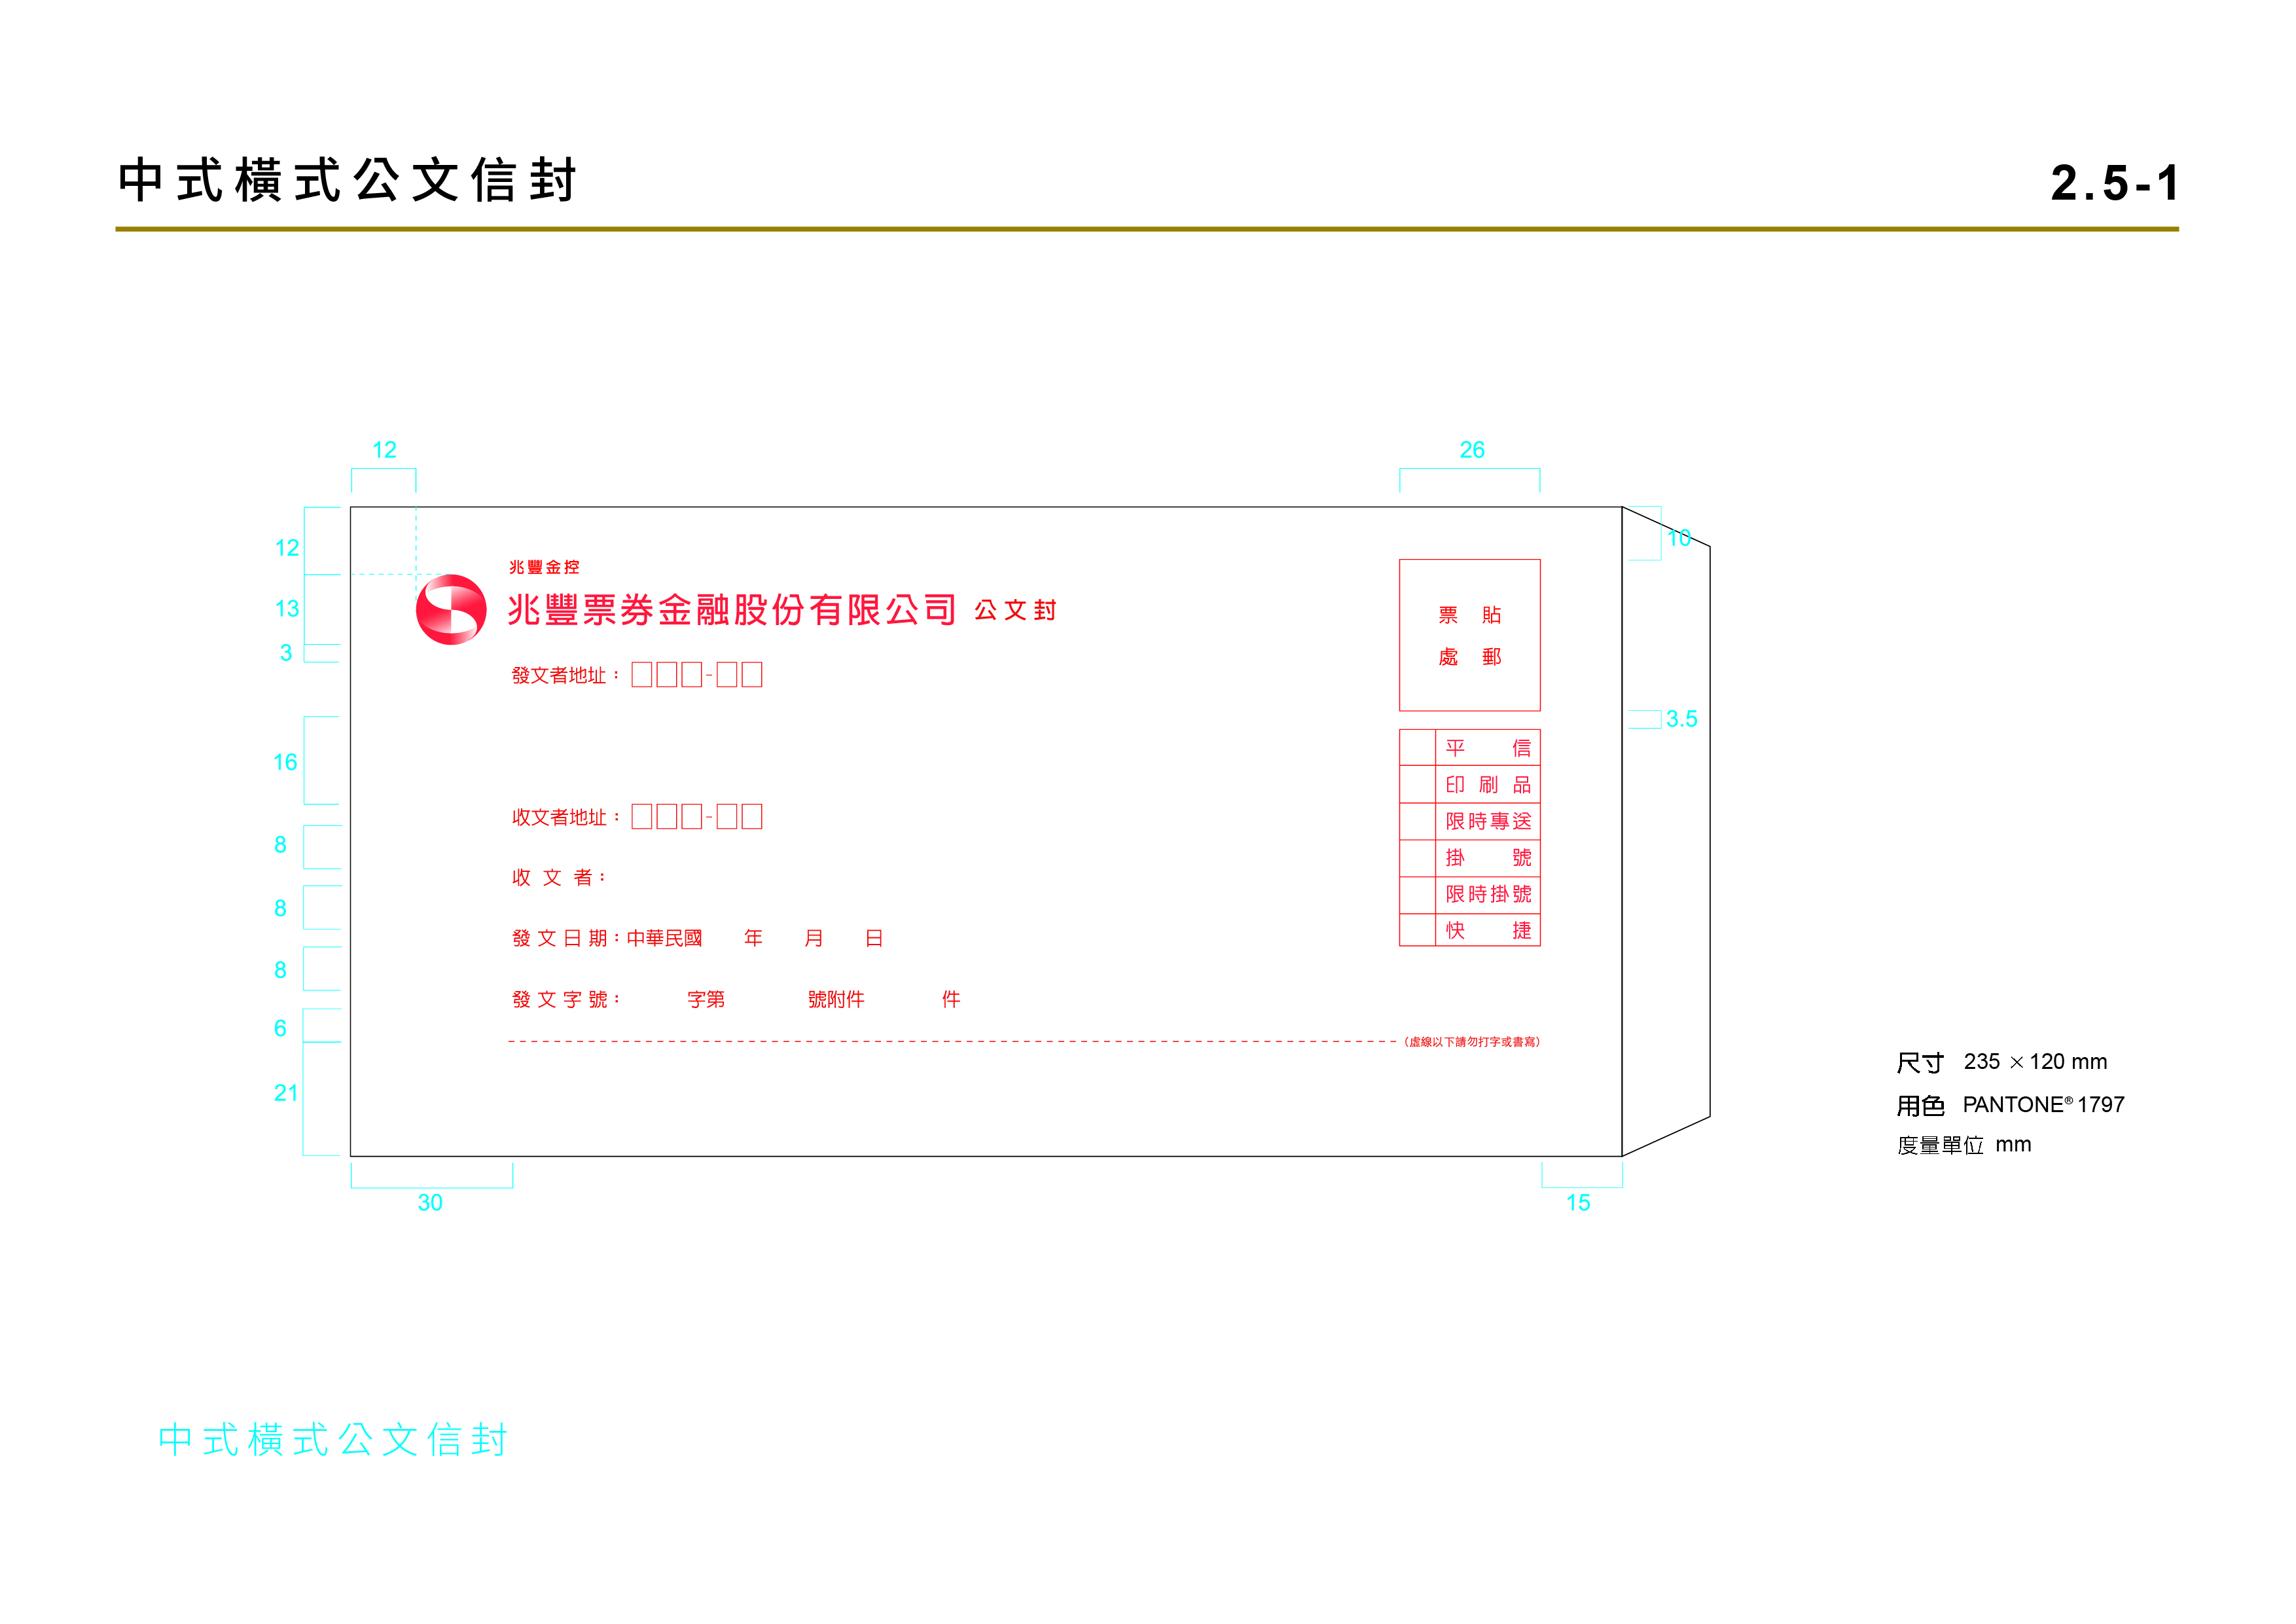 中式橫式公文信封
2.5-1
12
26
12
10
13
3
3.5
16
8
8
8
6
21
30
15
兆豐金控
兆豐票券金融股份有限公司 公文封
發文者地址：□□□-□□
收文者地址：□□□-□□
收文者：
發文日期：中華民國 年 月 日
發文字號： 字第 號附件 件
(虛線以下請勿打字或書寫)
票 貼
處 郵
平信
印刷品
限時專送
掛號
限時掛號
快捷
尺寸 235 × 120 mm
用色 PANTONE® 1797
度量單位 mm
中式橫式公文信封